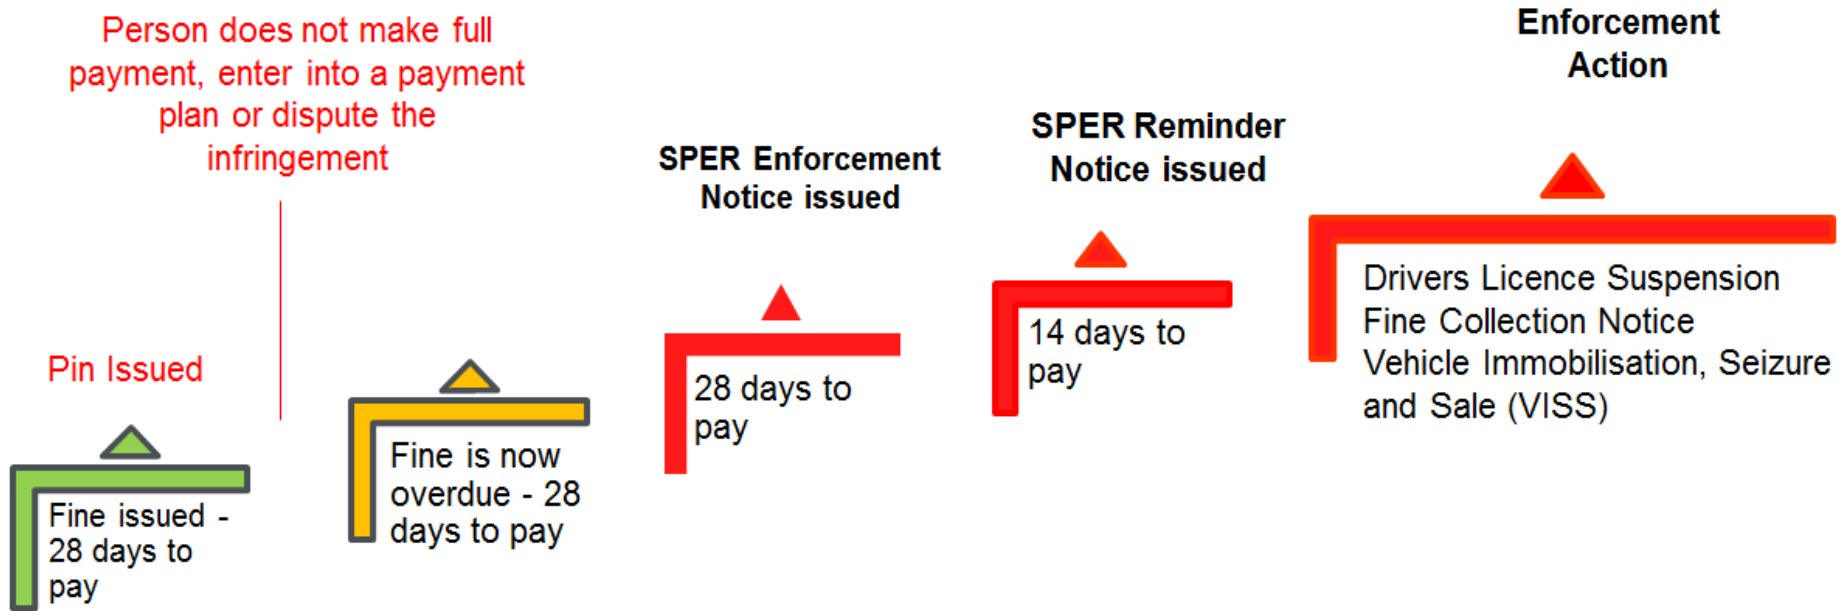 Person does not make full
payment, enter into a payment
plan or dispute the
infringement
Pin Issued
Fine issued -
28 days to
pay
Fine is now
overdue - 28
days to pay
SPER Enforcement
Notice issued
28 days to
pay
SPER Reminder
Notice issued
14 days to
pay
Enforcement
Action
Drivers Licence Suspension
Fine Collection Notice
Vehicle Immobilisation, Seizure
and Sale (VISS)